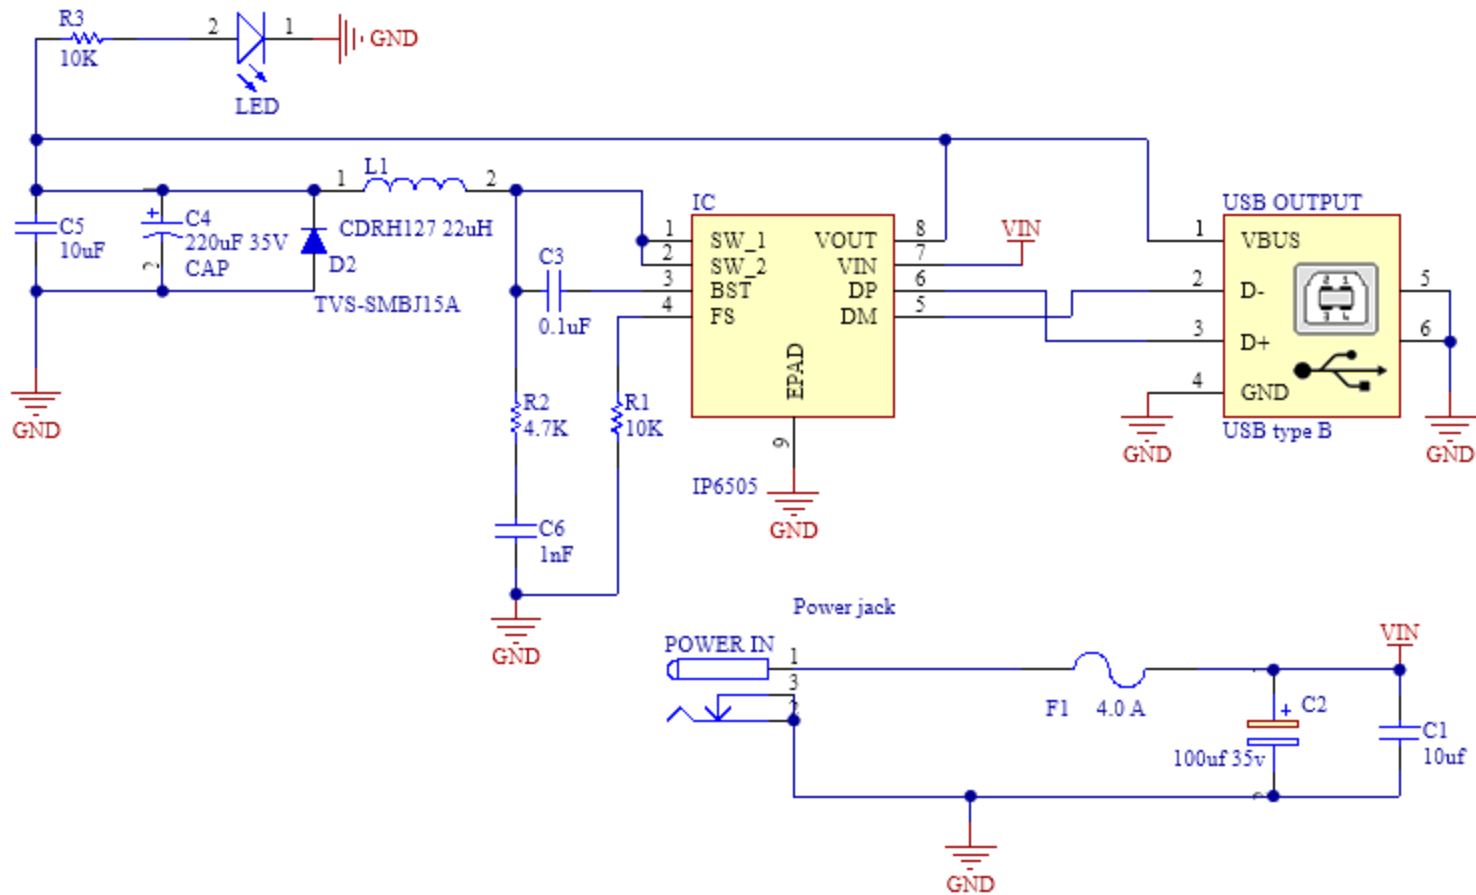 R3
10K
2
1
GND
LED
L1
1
2
C5
10uF
C4
220uF 35V
CAP
2
D2
CDRH127 22uH
TVS-SMBJ15A
GND
C3
0.1uF
R2
4.7K
R1
10K
C6
1nF
GND
IC
1
SW_1
2
SW_2
3
BST
4
FS
VOUT
8
VIN
7
VIN
DP
6
DM
5
EPAD
9
IP6505
GND
USB OUTPUT
1
VBUS
2
D-
3
D+
4
GND
5
6
USB type B
GND
GND
Power jack
POWER IN
1
3
2
F1
4.0 A
VIN
+
C2
100uf 35v
C1
10uf
GND